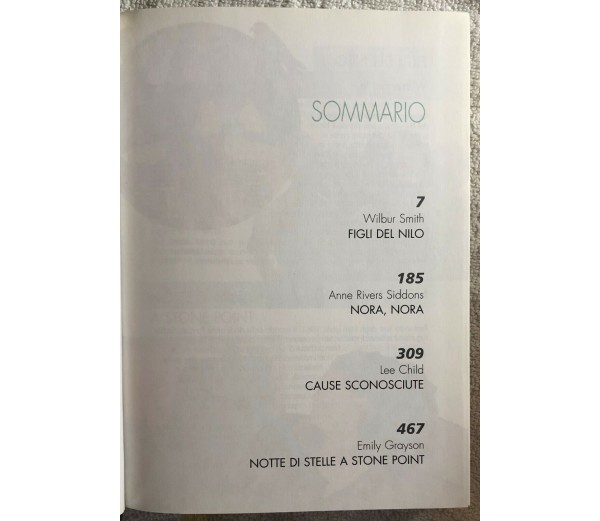 SOMMARIO
7
Wilbur Smith
FIGLI DEL NILO
185
Anne Rivers Siddons
NORA, NORA
309
Lee Child
CAUSE SCONOSCIUTE
467
Emily Grayson
NOTTE DI STELLE A STONE POINT